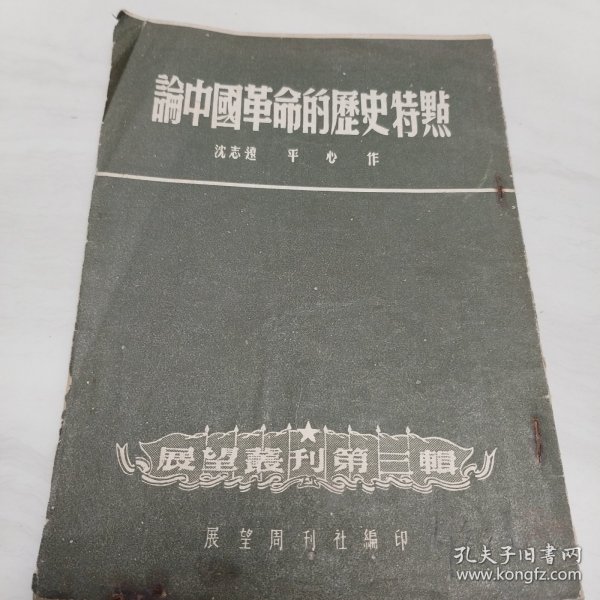 論中國革命的歷史特點
沈志遠 平心 作
展望叢刊第三輯
展望周刊社編印
孔夫子旧书网
www.kongfz.com